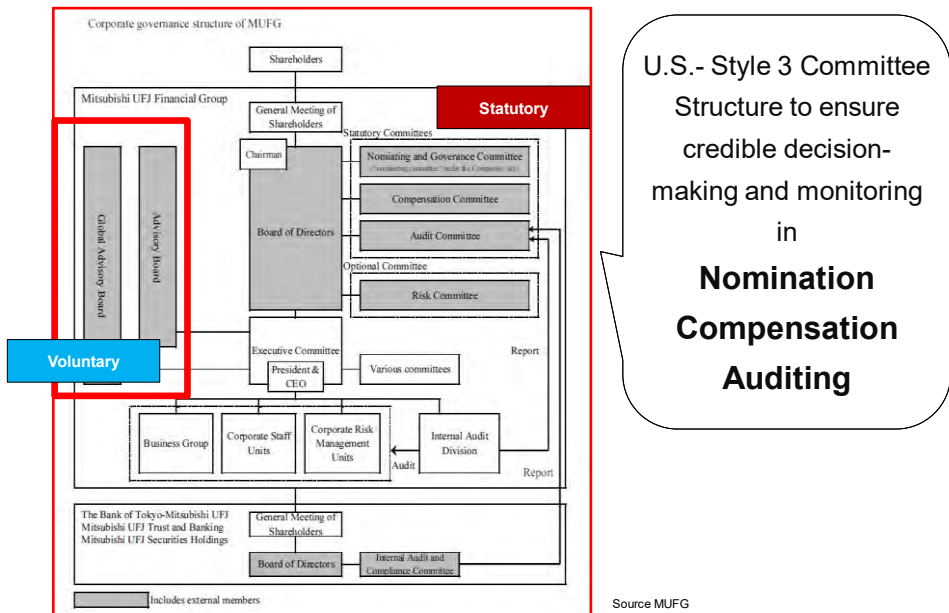 Corporate governance structure of MUFG
Shareholders
Mitsubishi UFJ Financial Group
General Meeting of
Shareholders
Statutory
Statutory Committees
Chairman
Nomiating and Goverance Committee
Compensation Committee
Board of Directors
Audit Committee
Optional Committee
Risk Committee
Global Advisory Board
Advisory Board
Voluntary
Executive Committee
President &
CEO
Various committees
Report
Business Group
Corporate Staff
Units
Corporate Risk
Management
Units
Audit
Internal Audit
Division
Report
The Bank of Tokyo-Mitsubishi UFJ
Mitsubishi UFJ Trust and Banking
Mitsubishi UFJ Securities Holdings
General Meeting of
Shareholders
Board of Directors
Internal Audit and
Compliance Committee
Includes external members
U.S.- Style 3 Committee
Structure to ensure
credible decision-
making and monitoring
in
Nomination
Compensation
Auditing
Source MUFG